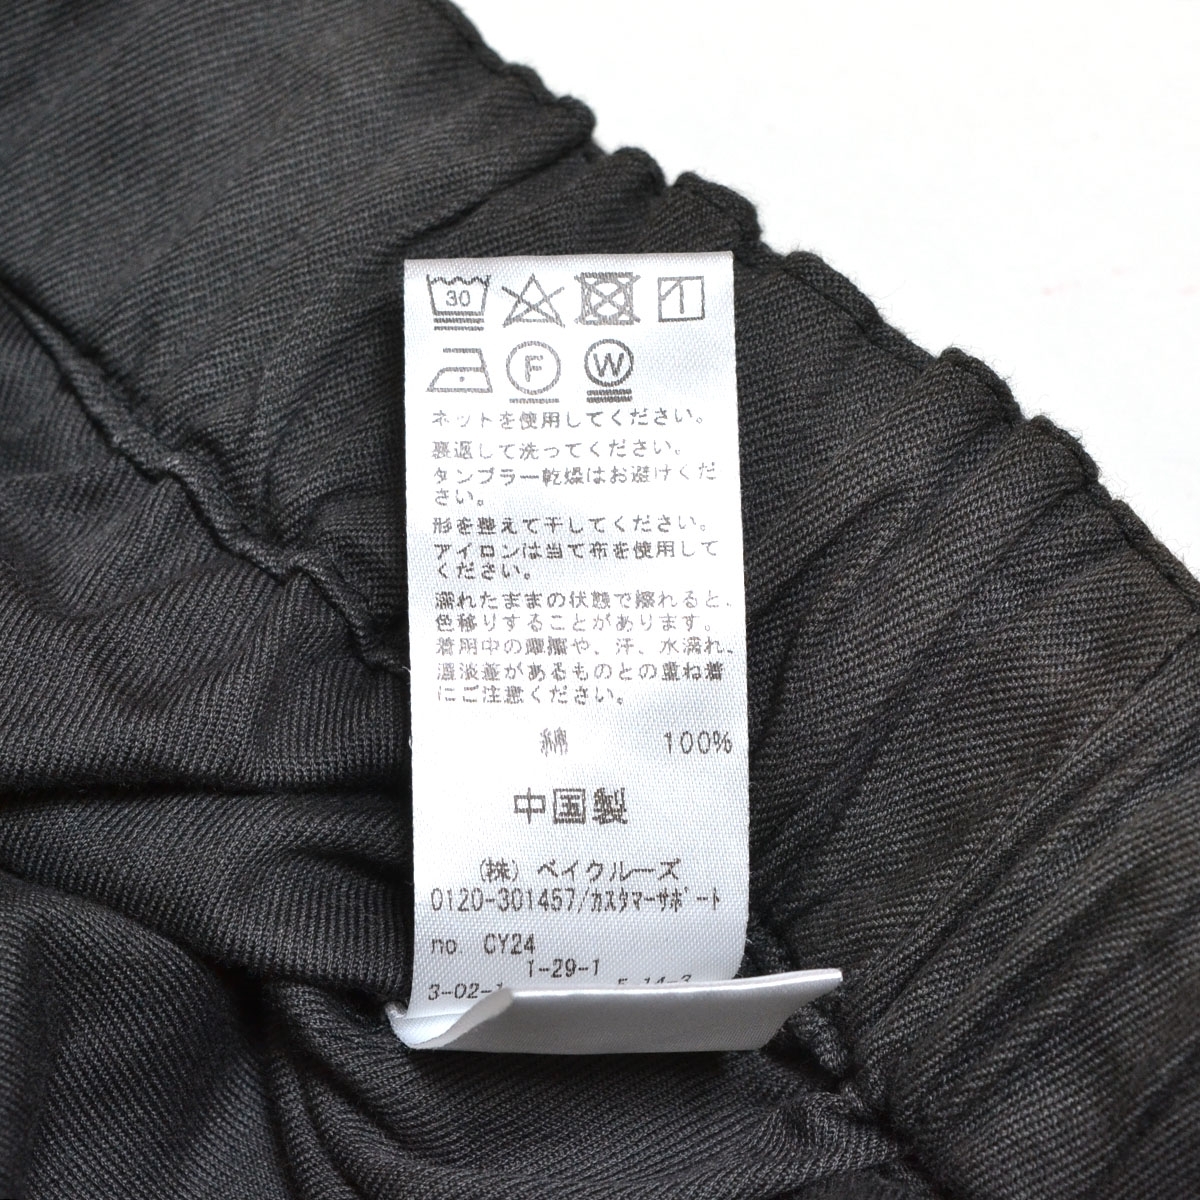 30
F W
ネットを使用してください。
裏返して洗ってください。
タンブラー乾燥はお避けくだ
さい。
形を整えて干してください。
アイロンは当て布を使用して
ください。
濡れたままの状態で擦れると、
色移りすることがあります。
着用中の摩擦や、汗、水濡れ、
濃淡差があるものとの重ね着
にご注意ください。
綿 100%
中国製
(株) ベイクルーズ
0120-301457/ｶｽﾀﾏｰｻﾎﾟｰﾄ
no CY24
1-29-1
3-02-1 5-14-3